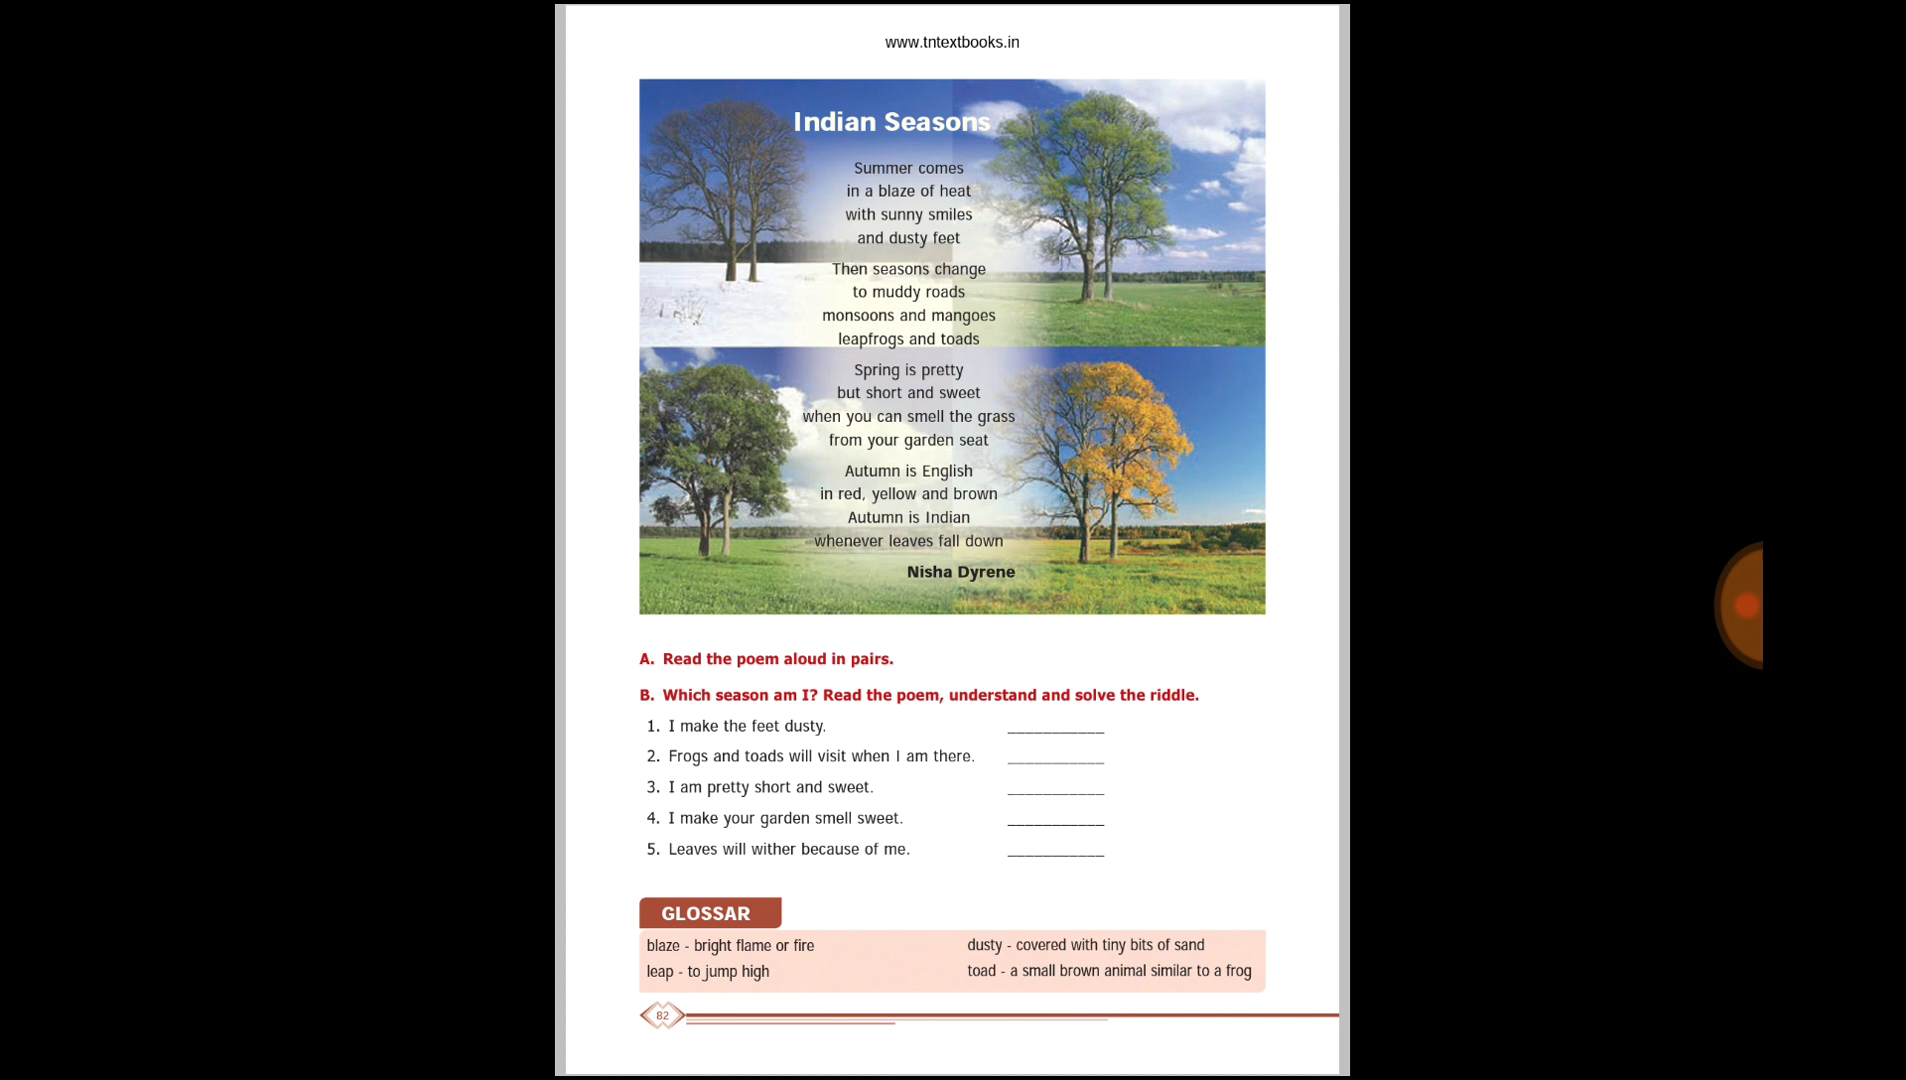 www.tntextbooks.in
Indian Seasons
Summer comes
in a blaze of heat
with sunny smiles
and dusty feet
Then seasons change
to muddy roads
monsoons and mangoes
leapfrogs and toads
Spring is pretty
but short and sweet
when you can smell the grass
from your garden seat
Autumn is English
in red, yellow and brown
Autumn is Indian
whenever leaves fall down
Nisha Dyrene
A. Read the poem aloud in pairs.
B. Which season am I? Read the poem, understand and solve the riddle.
1. I make the feet dusty. ___________
2. Frogs and toads will visit when I am there. ___________
3. I am pretty short and sweet. ___________
4. I make your garden smell sweet. ___________
5. Leaves will wither because of me. ___________
GLOSSAR
blaze - bright flame or fire dusty - covered with tiny bits of sand
leap - to jump high toad - a small brown animal similar to a frog
82